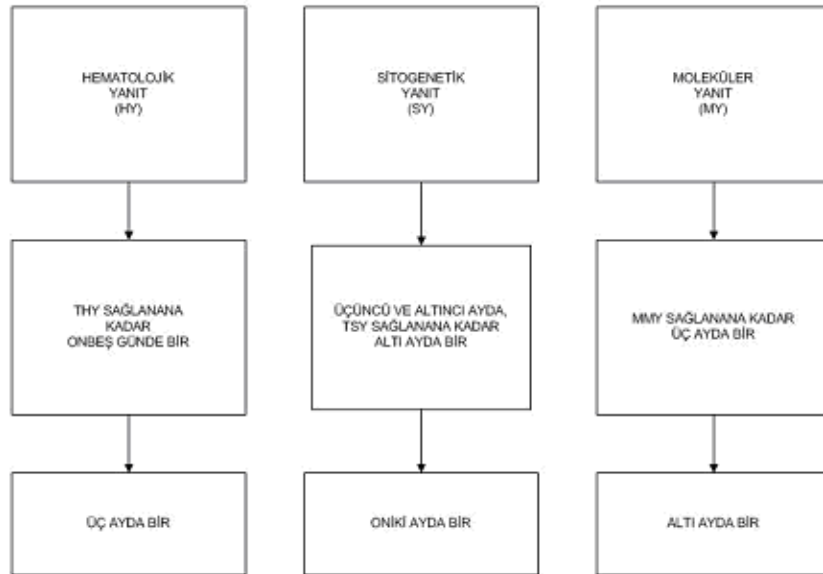 HEMATOLOJİK
YANIT
(HY)
SİTOGENETİK
YANIT
(SY)
MOLEKÜLER
YANIT
(MY)
THY SAĞLANANA
KADAR
ONBEŞ GÜNDE BİR
ÜÇÜNCÜ VE ALTINCI AYDA,
TSY SAĞLANANA KADAR
ALTI AYDA BİR
MMY SAĞLANANA KADAR
ÜÇ AYDA BİR
ÜÇ AYDA BİR
ONİKİ AYDA BİR
ALTI AYDA BİR